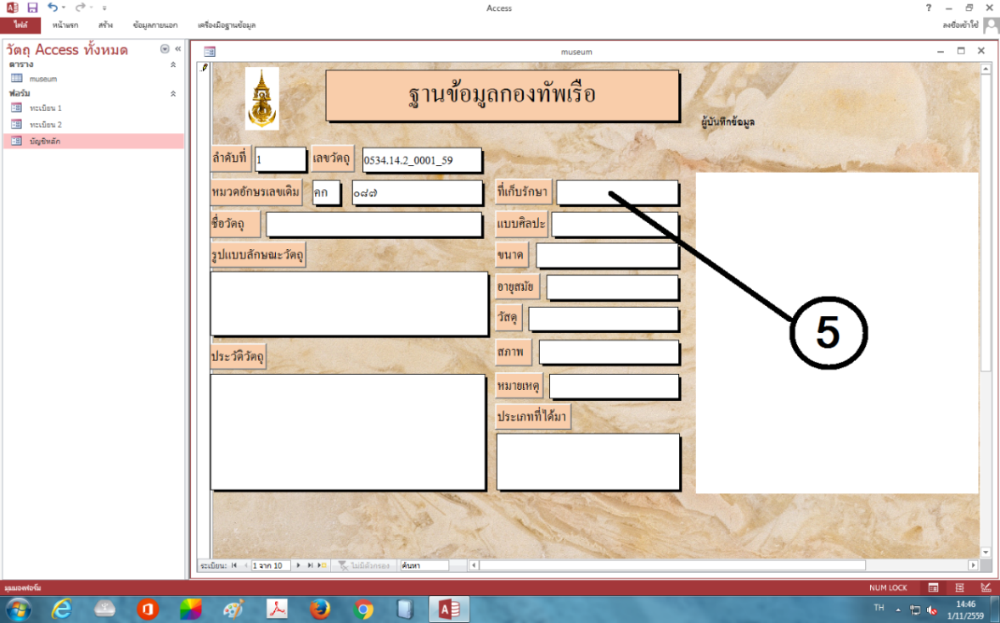 Access
ไฟล์ หน้าแรก สร้าง ข้อมูลภายนอก เครื่องมือฐานข้อมูล ลงชื่อเข้าใช้
วัตถุ Access ทั้งหมด
ตาราง
museum
ฟอร์ม
ทะเบียน 1
ทะเบียน 2
บัญชีหลัก
museum
ฐานข้อมูลกองทัพเรือ
ผู้บันทึกข้อมูล
ลำดับที่ 1 เลขวัตถุ 0534.14.2_0001_59
หมวดอักษรเลขเดิม คก ๐๘๗ ที่เก็บรักษา
ชื่อวัตถุ แบบศิลปะ
รูปแบบลักษณะวัตถุ ขนาด
อายุสมัย
วัสดุ
5
ประวัติวัตถุ สภาพ
หมายเหตุ
ประเภทที่ได้มา
ระเบียน: 1 จาก 10 ไม่มีตัวกรอง ค้นหา
มุมมองฟอร์ม NUM LOCK
TH 14:46
1/11/2559